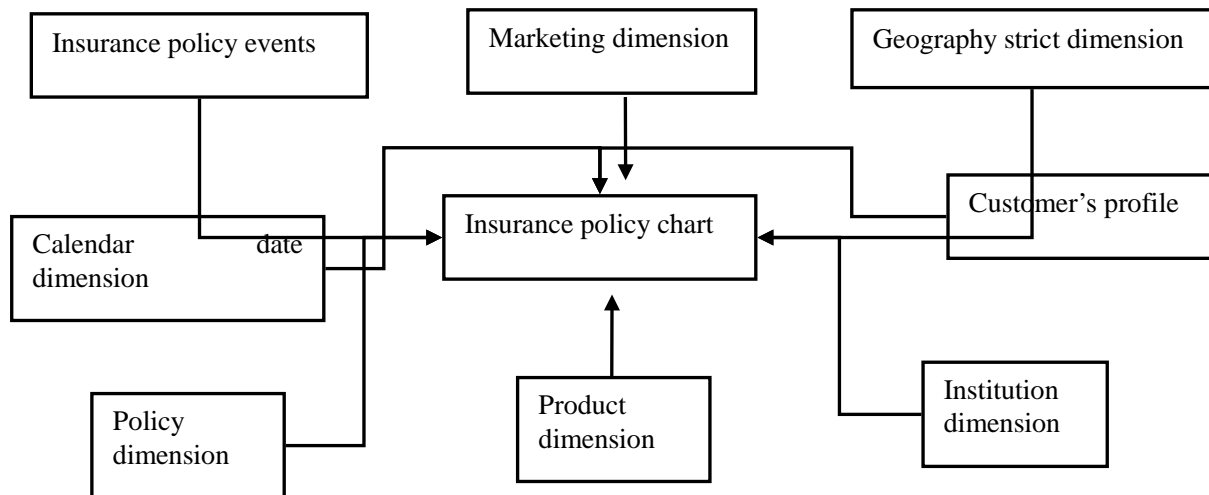 Insurance policy events
Marketing dimension
Geography strict dimension
Calendar date
dimension
Insurance policy chart
Customer’s profile
Policy
dimension
Product
dimension
Institution
dimension